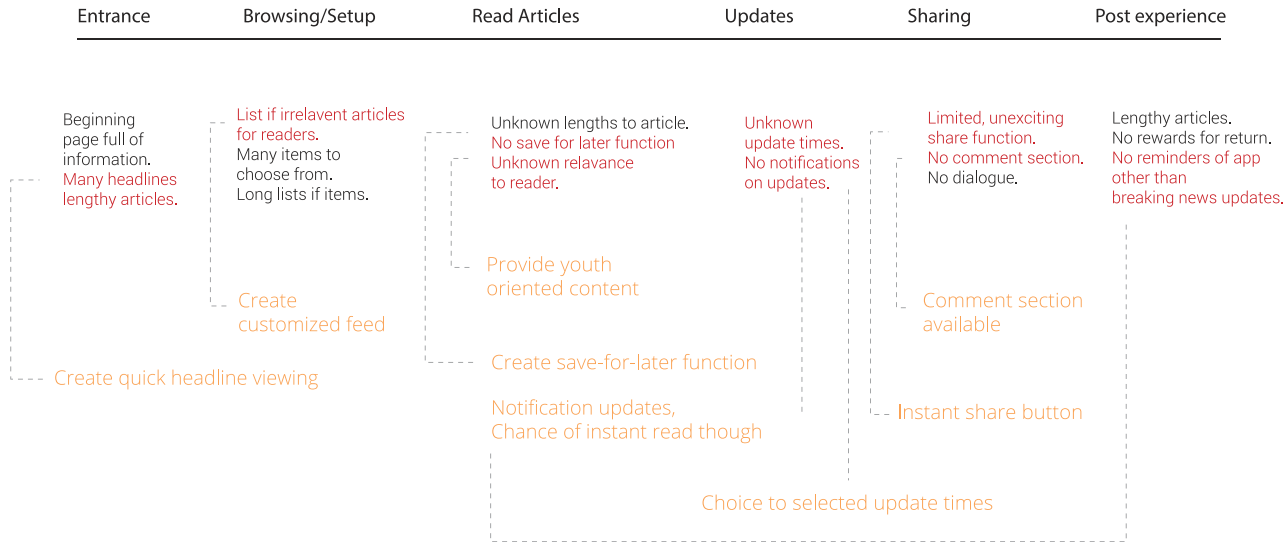 Entrance
Browsing/Setup
Read Articles
Updates
Sharing
Post experience
Beginning
page full of
information.
Many headlines
lengthy articles.
List if irrelavent articles
for readers.
Many items to
choose from.
Long lists if items.
Unknown lengths to article.
No save for later function
Unknown relavance
to reader.
Unknown
update times.
No notifications
on updates.
Limited, unexciting
share function.
No comment section.
No dialogue.
Lengthy articles.
No rewards for return.
No reminders of app
other than
breaking news updates.
Provide youth
oriented content
Create
customized feed
Comment section
available
Create save-for-later function
Create quick headline viewing
Notification updates,
Chance of instant read though
Instant share button
Choice to selected update times